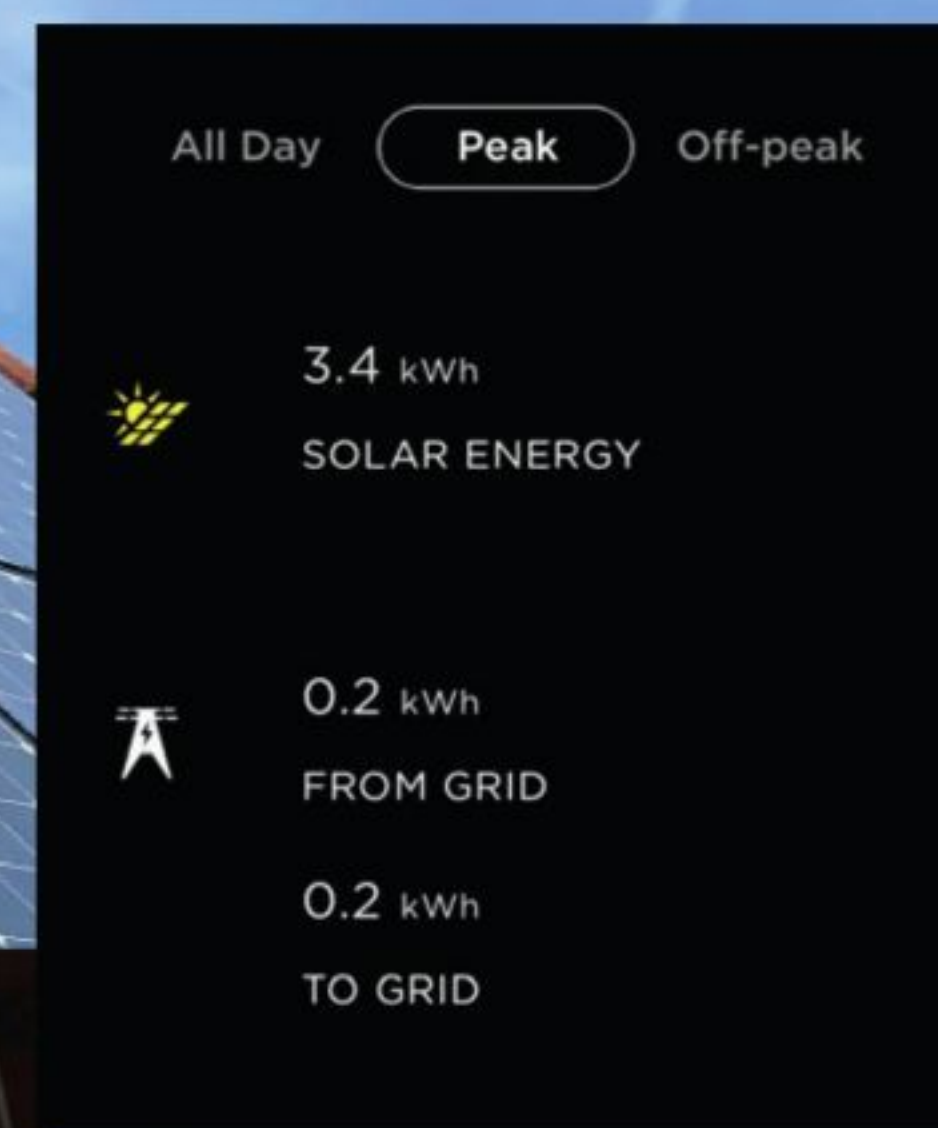 All Day Peak Off-peak
3.4 kWh
SOLAR ENERGY
0.2 kWh
FROM GRID
0.2 kWh
TO GRID